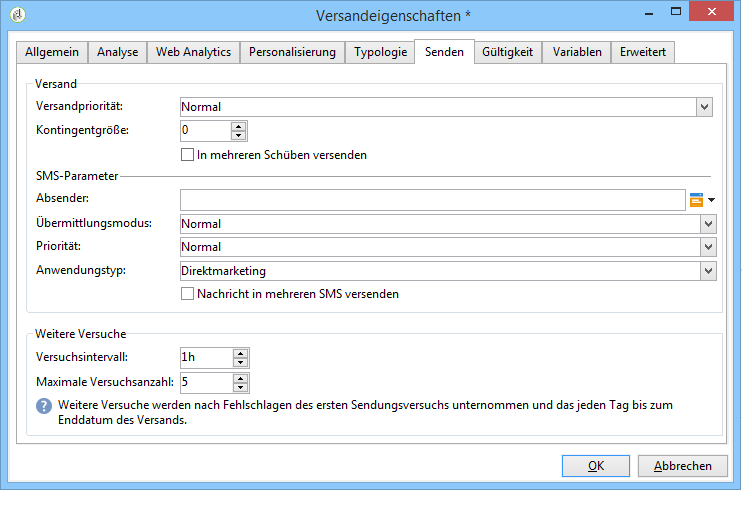 Versandeigenschaften *
Allgemein Analyse Web Analytics Personalisierung Typologie Senden Gültigkeit Variablen Erweitert
Versand
Versandpriorität: Normal
Kontingentgröße: 0
In mehreren Schüben versenden
SMS-Parameter
Absender:
Übermittlungsmodus: Normal
Priorität: Normal
Anwendungstyp: Direktmarketing
Nachricht in mehreren SMS versenden
Weitere Versuche
Versuchsintervall: 1h
Maximale Versuchsanzahl: 5
? Weitere Versuche werden nach Fehlschlagen des ersten Sendungsversuchs unternommen und das jeden Tag bis zum
Enddatum des Versands.
OK Abbrechen